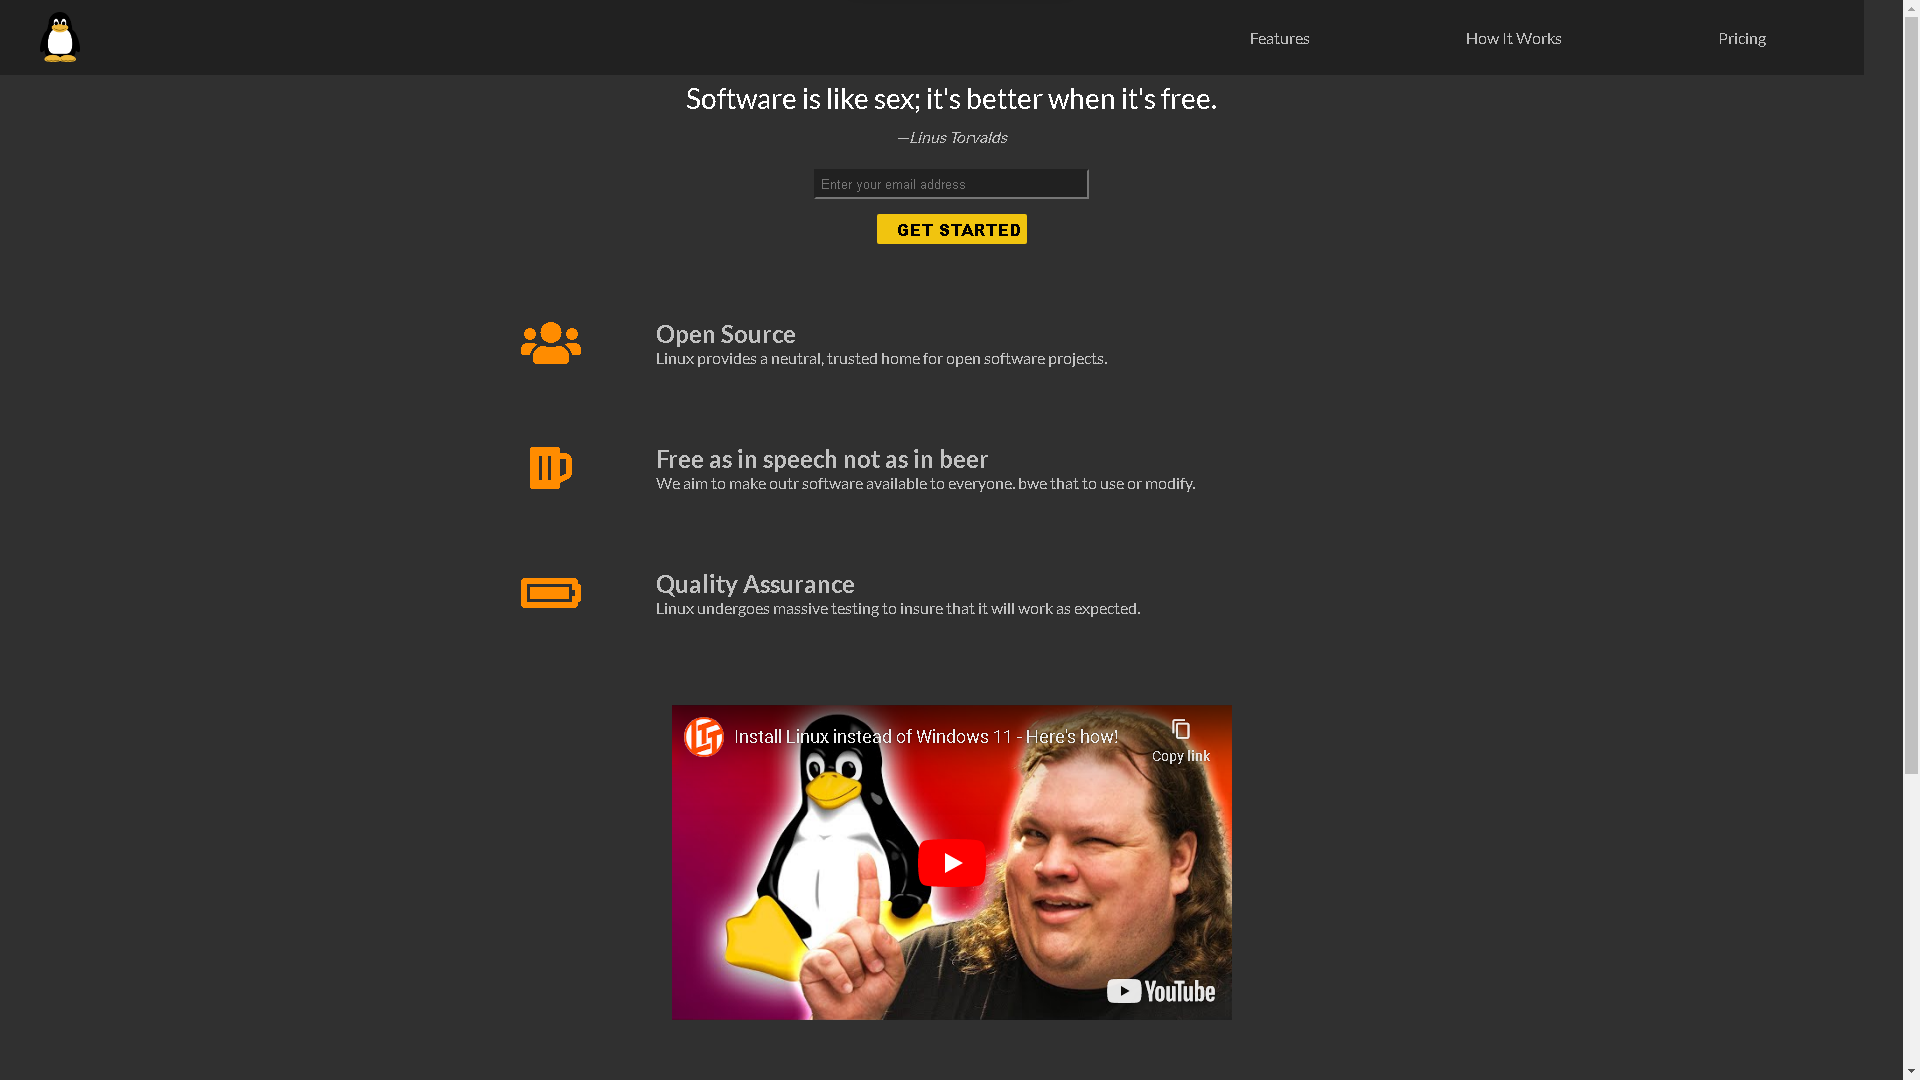 Features
How It Works
Pricing
Software is like sex; it's better when it's free.
—Linus Torvalds
Enter your email address
GET STARTED
Open Source
Linux provides a neutral, trusted home for open software projects.
Free as in speech not as in beer
We aim to make outr software available to everyone. bwe that to use or modify.
Quality Assurance
Linux undergoes massive testing to insure that it will work as expected.
Install Linux instead of Windows 11 - Here's how!
Copy link
YouTube